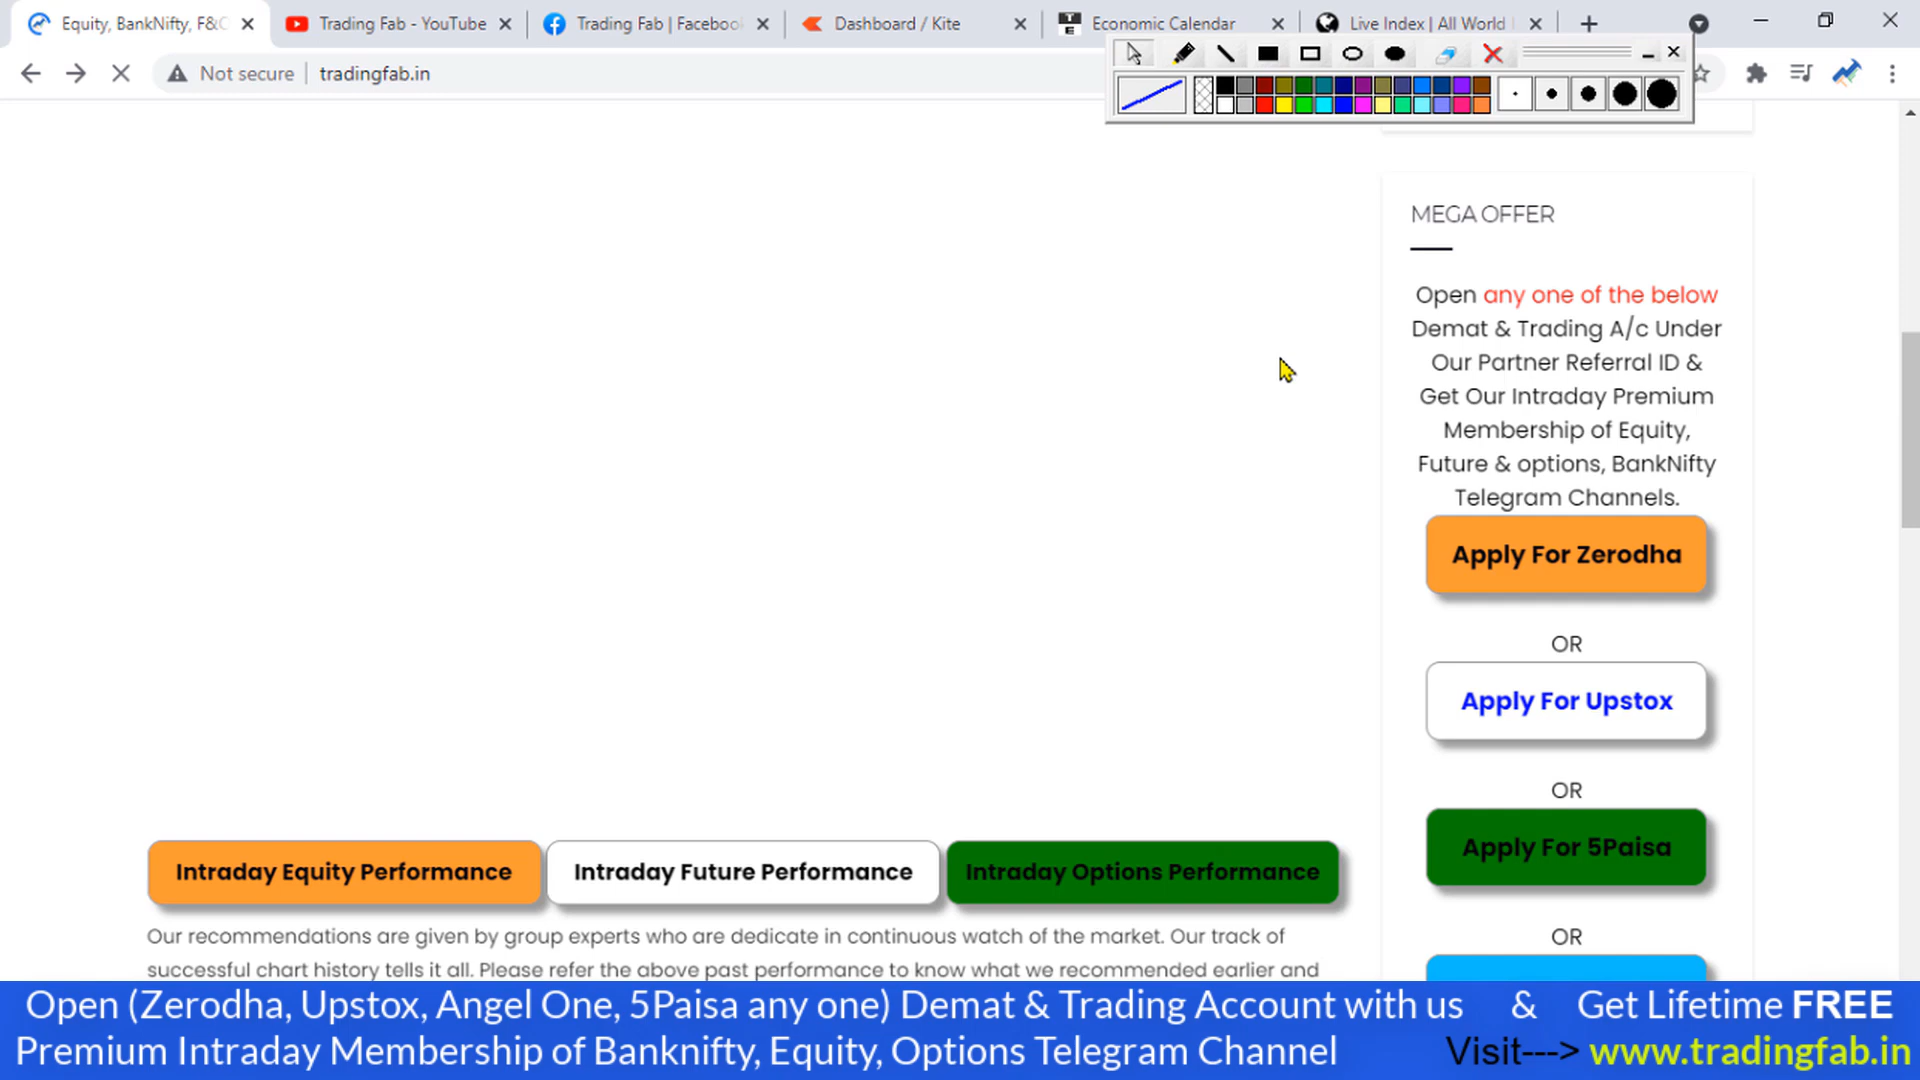 Equity, BankNifty, F&O
Trading Fab - YouTube
Trading Fab | Facebook
Dashboard / Kite
Economic Calendar
Live Index | All World
Not secure
tradingfab.in
MEGA OFFER
Open any one of the below
Demat & Trading A/c Under
Our Partner Referral ID &
Get Our Intraday Premium
Membership of Equity,
Future & options, BankNifty
Telegram Channels.
Apply For Zerodha
OR
Apply For Upstox
OR
Apply For 5Paisa
OR
Intraday Equity Performance
Intraday Future Performance
Intraday Options Performance
Our recommendations are given by group experts who are dedicate in continuous watch of the market. Our track of
successful chart history tells it all. Please refer the above past performance to know what we recommended earlier and
Open (Zerodha, Upstox, Angel One, 5Paisa any one) Demat & Trading Account with us & Get Lifetime FREE
Premium Intraday Membership of Banknifty, Equity, Options Telegram Channel Visit---> www.tradingfab.in